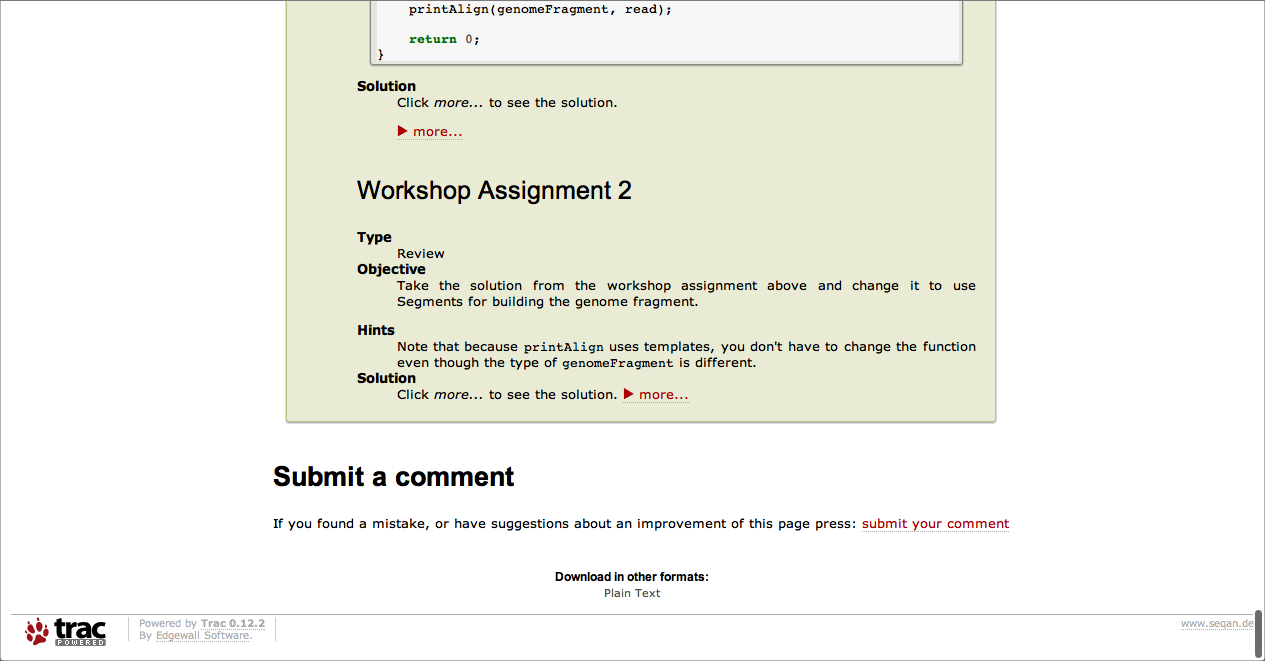 printAlign(genomeFragment, read);
return 0;
}
Solution
Click more... to see the solution.
more...
Workshop Assignment 2
Type
Review
Objective
Take the solution from the workshop assignment above and change it to use
Segments for building the genome fragment.
Hints
Note that because printAlign uses templates, you don't have to change the function
even though the type of genomeFragment is different.
Solution
Click more... to see the solution. more...
Submit a comment
If you found a mistake, or have suggestions about an improvement of this page press: submit your comment
Download in other formats:
Plain Text
trac
POWERED
Powered by Trac 0.12.2
By Edgewall Software.
www.seqan.de